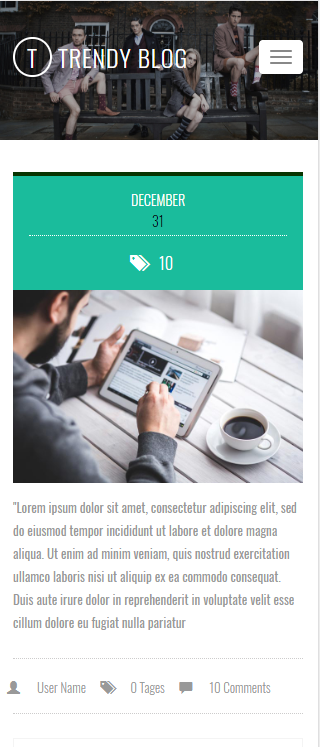 T TRENDY BLOG
DECEMBER
31
10
"Lorem ipsum dolor sit amet, consectetur adipiscing elit, sed
do eiusmod tempor incididunt ut labore et dolore magna
aliqua. Ut enim ad minim veniam, quis nostrud exercitation
ullamco laboris nisi ut aliquip ex ea commodo consequat.
Duis aute irure dolor in reprehenderit in voluptate velit esse
cillum dolore eu fugiat nulla pariatur
User Name 0 Tages 10 Comments